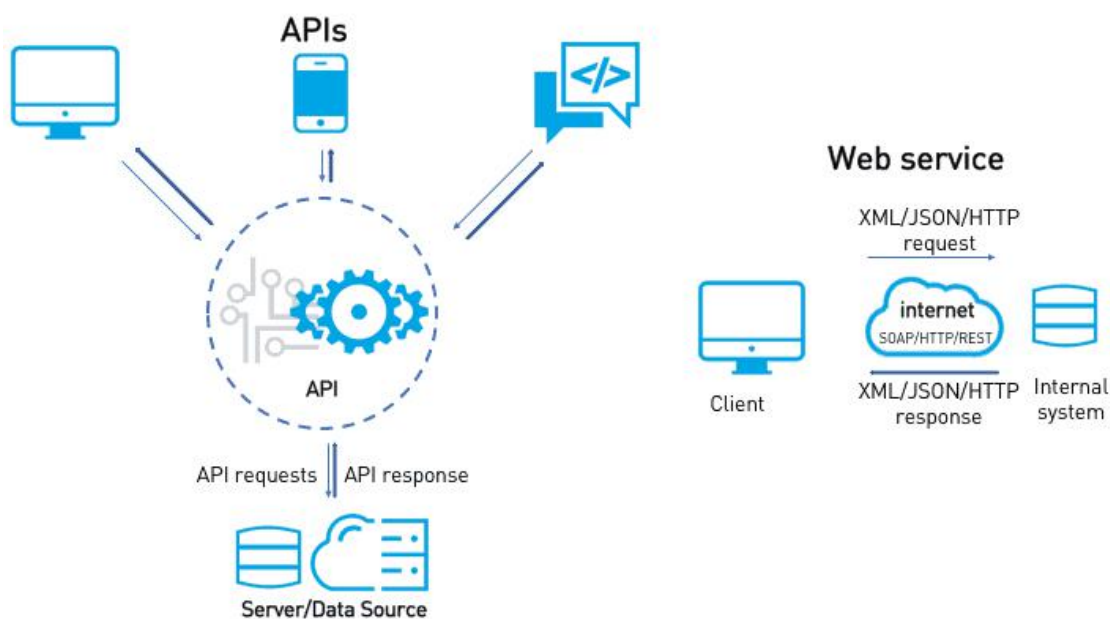 APIs
</>
API
API requests
API response
Server/Data Source
Web service
XML/JSON/HTTP
request
internet
SOAP/HTTP/REST
XML/JSON/HTTP
response
Client
Internal
system